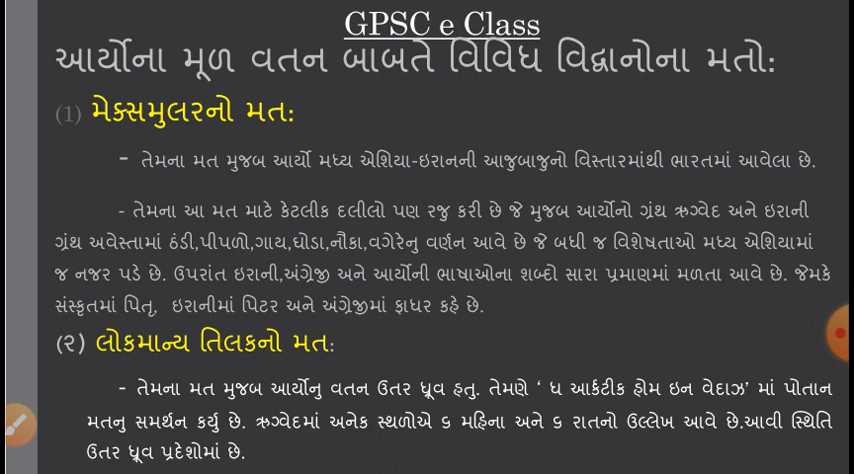 GPSC e Class
આર્યોના મૂળ વતન બાબતે વિવિધ વિદ્વાનોના મતો:
(1) મેક્સમુલરનો મત:
- તેમના મત મુજબ આર્યો મધ્ય એશિયા-ઇરાનની આજુબાજુનો વિસ્તારમાંથી ભારતમાં આવેલા છે.
- તેમના આ મત માટે કેટલીક દલીલો પણ રજુ કરી છે જે મુજબ આર્યોનો ગ્રંથ ઋગ્વેદ અને ઇરાની
ગ્રંથ અવેસ્તામાં ઠંડી,પીપળો,ગાય,ઘોડા,નૌકા,વગેરેનુ વર્ણન આવે છે જે બધી જ વિશેષતાઓ મધ્ય એશિયામાં
જ નજર પડે છે. ઉપરાંત ઇરાની,અંગ્રેજી અને આર્યોની ભાષાઓના શબ્દો સારા પ્રમાણમાં મળતા આવે છે. જેમકે
સંસ્કૃતમાં પિતૃ, ઇરાનીમાં પિટર અને અંગ્રેજીમાં ફાધર કહે છે.
(૨) લોકમાન્ય તિલકનો મત:
- તેમના મત મુજબ આર્યોનુ વતન ઉતર ધ્રૂવ હતુ. તેમણે ‘ ધ આર્કટીક હોમ ઇન વેદાઝ’ માં પોતાન
મતનુ સમર્થન કર્યુ છે. ઋગ્વેદમાં અનેક સ્થળોએ ૬ મહિના અને ૬ રાતનો ઉલ્લેખ આવે છે.આવી સ્થિતિ
ઉતર ધ્રૂવ પ્રદેશોમાં છે.